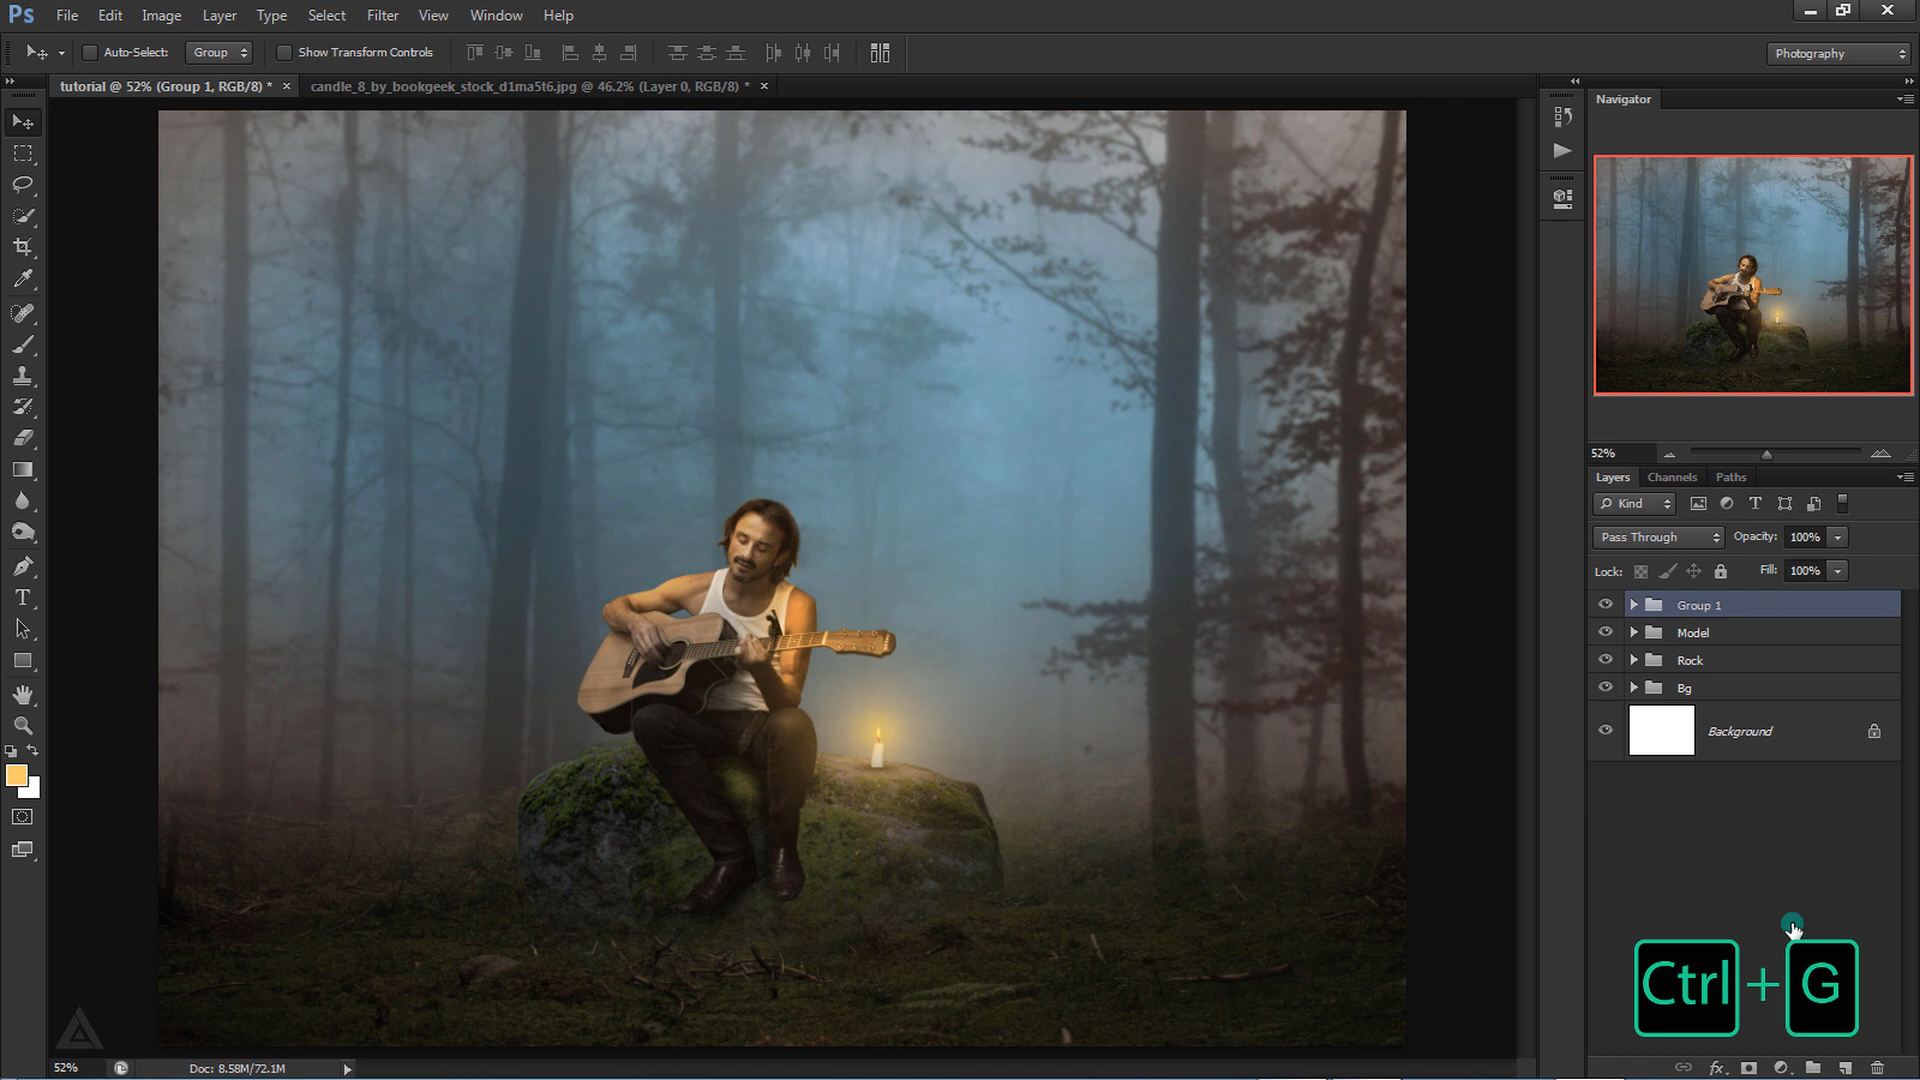 Ps File Edit Image Layer Type Select Filter View Window Help
Auto-Select: Group Show Transform Controls Photography
tutorial @ 52% (Group 1, RGB/8) * × candle_8_by_bookgeek_stock_d1ma5t6.jpg @ 46.2% (Layer 0, RGB/8) * ×
Navigator
52%
Layers Channels Paths
Kind
Pass Through Opacity: 100%
Lock: Fill: 100%
Group 1
Model
Rock
Bg
Background
Ctrl + G
52% Doc: 8.58M/72.1M
fx